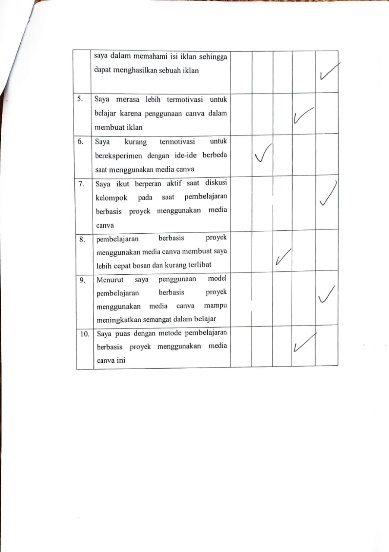 saya dalam memahami isi iklan sehingga
dapat menghasilkan sebuah iklan
5. Saya merasa lebih termotivasi untuk
belajar karena penggunaan canva dalam
membuat iklan
6. Saya kurang termotivasi untuk
bereksperimen dengan ide-ide berbeda
saat menggunakan media canva
7. Saya ikut berperan aktif saat diskusi
kelompok pada saat pembelajaran
berbasis proyek menggunakan media
canva
8. pembelajaran berbasis proyek
menggunakan media canva membuat saya
lebih cepat bosan dan kurang terlibat
9. Menurut saya penggunaan model
pembelajaran berbasis proyek
menggunakan media canva mampu
meningkatkan semangat dalam belajar
10. Saya puas dengan metode pembelajaran
berbasis proyek menggunakan media
canva ini